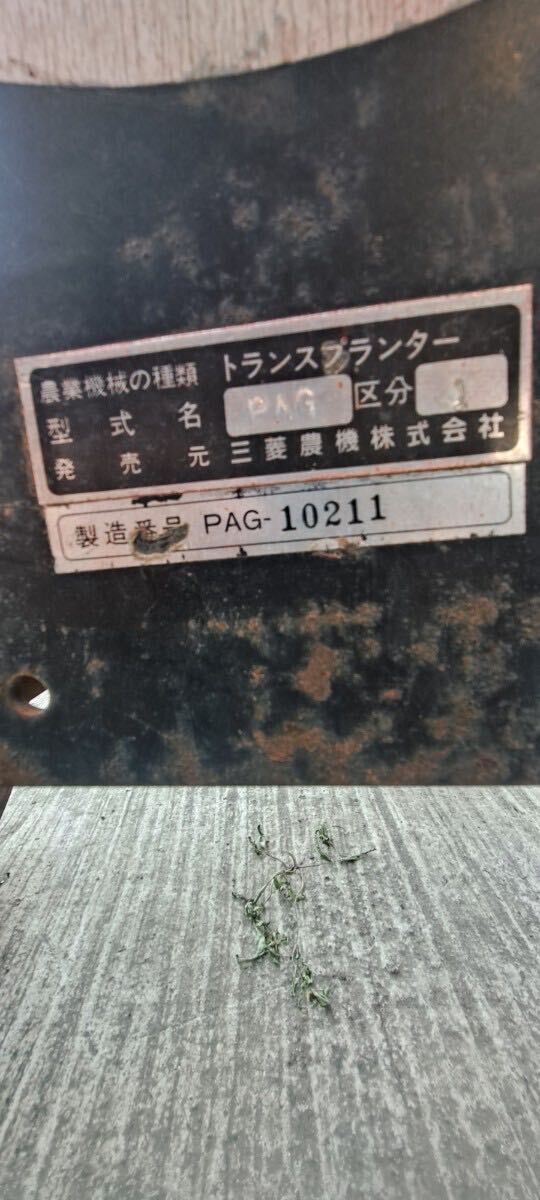 農業機械の種類 トランスプランター
型式名 PAG 区分 1
発売元 三菱農機株式会社
製造番号 PAG-10211